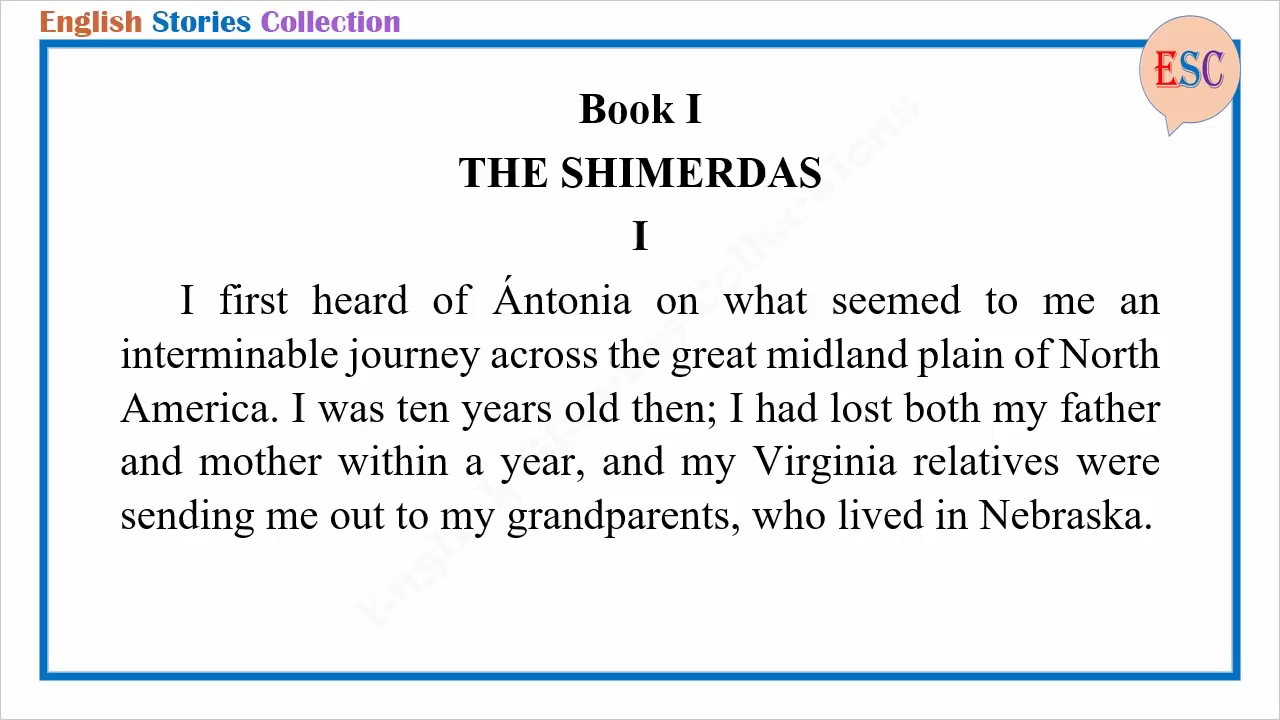 English Stories Collection
ESC
Book I
THE SHIMERDAS
I
I first heard of Ántonia on what seemed to me an
interminable journey across the great midland plain of North
America. I was ten years old then; I had lost both my father
and mother within a year, and my Virginia relatives were
sending me out to my grandparents, who lived in Nebraska.